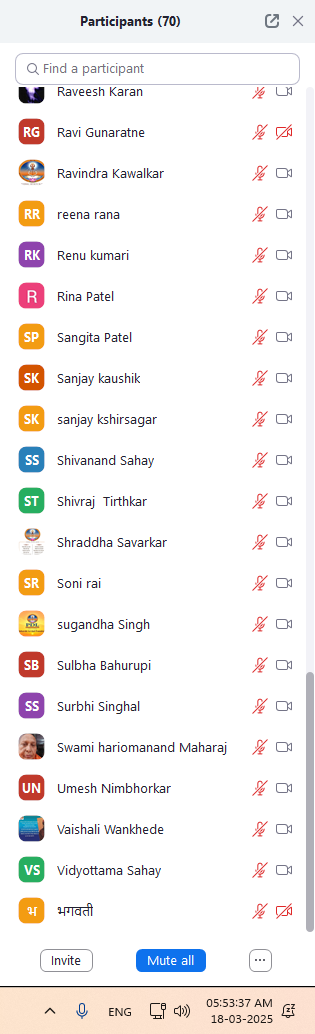 Participants (70)
Find a participant
Raveesh Karan
RG Ravi Gunaratne
Ravindra Kawalkar
RR reena rana
RK Renu kumari
R Rina Patel
SP Sangita Patel
SK Sanjay kaushik
SK sanjay kshirsagar
SS Shivanand Sahay
ST Shivraj Tirthkar
Shraddha Savarkar
SR Soni rai
sugandha Singh
SB Sulbha Bahurupi
SS Surbhi Singhal
Swami hariomanand Maharaj
UN Umesh Nimbhorkar
Vaishali Wankhede
VS Vidyottama Sahay
भ भगवती
Invite Mute all ...
ENG 05:53:37 AM
18-03-2025